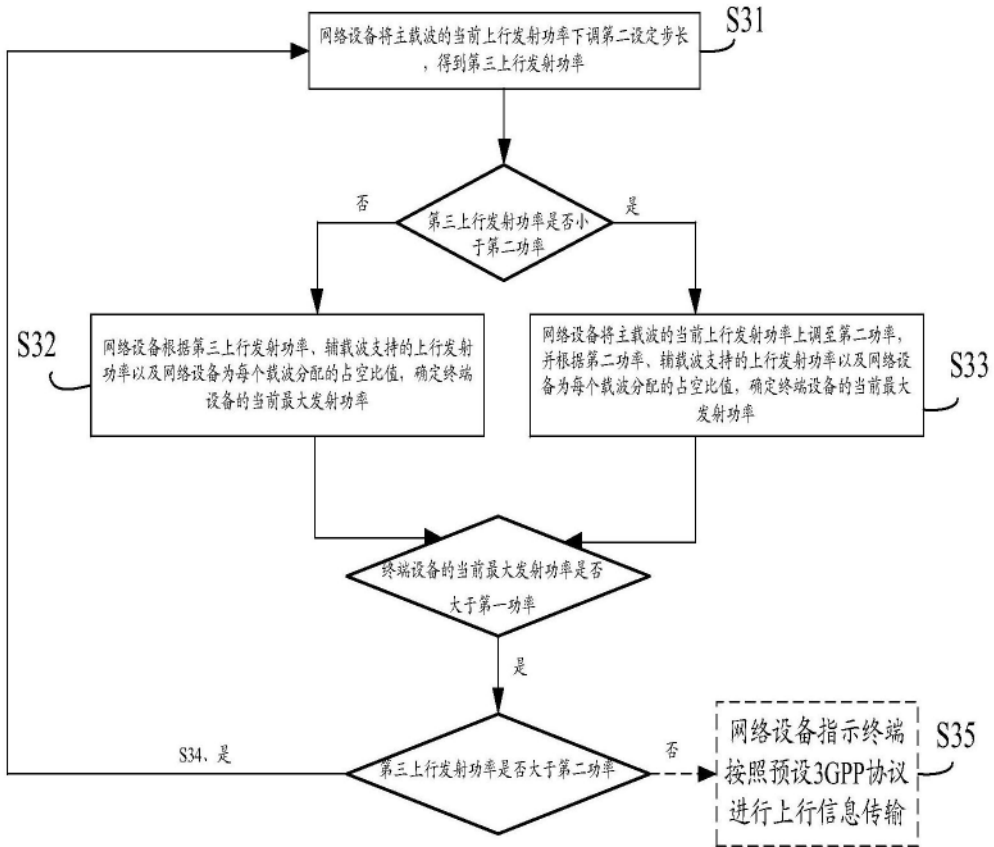 网络设备将主载波的当前上行发射功率下调第二设定步长
,得到第三上行发射功率
S31
否
是
第三上行发射功率是否小
于第二功率
S32
网络设备根据第三上行发射功率、辅载波支持的上行发射
功率以及网络设备为每个载波分配的占空比值,确定终端
设备的当前最大发射功率
网络设备将主载波的当前上行发射功率上调至第二功率,
并根据第二功率、辅载波支持的上行发射功率以及网络设
备为每个载波分配的占空比值,确定终端设备的当前最大
发射功率
S33
终端设备的当前最大发射功率是否
大于第一功率
是
S34、是
第三上行发射功率是否大于第二功率
否
网络设备指示终端
按照预设3GPP协议
进行上行信息传输
S35